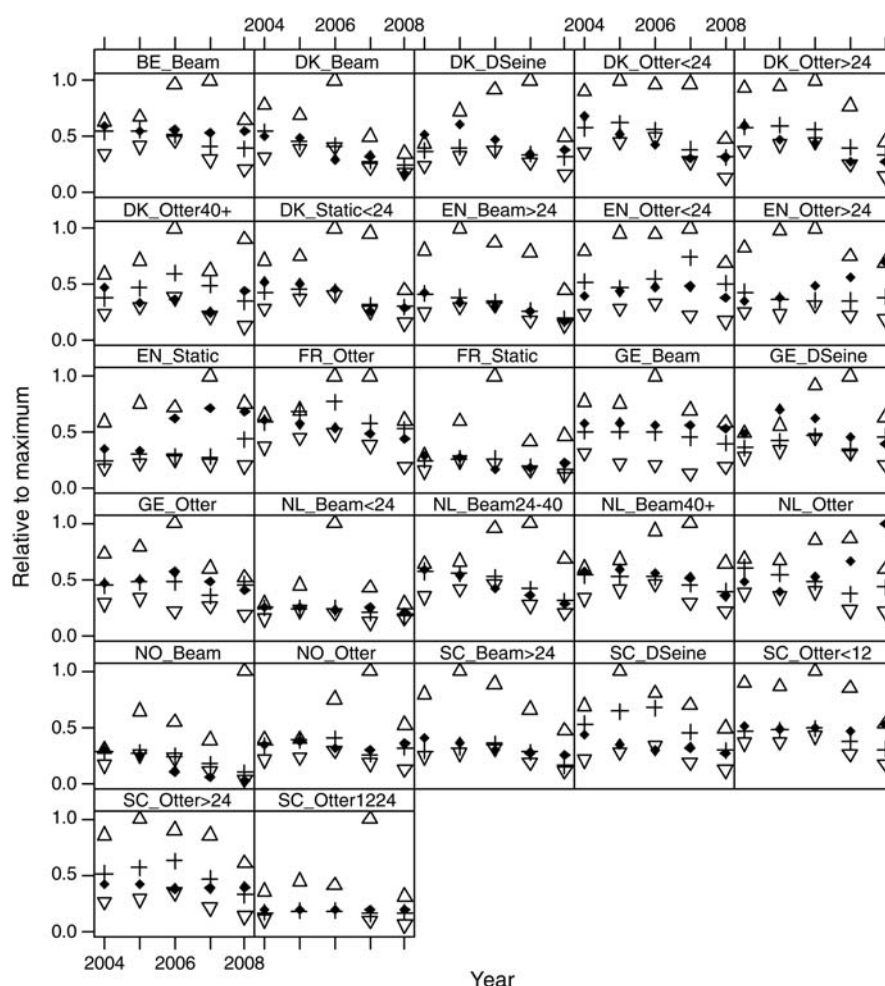 2004 2006 2008
2004 2006 2008
BE_Beam DK_Beam DK_DSeine DK_Otter<24 DK_Otter>24
1.0
0.5
0.0
DK_Otter40+ DK_Static<24 EN_Beam>24 EN_Otter<24 EN_Otter>24
1.0
0.5
0.0
EN_Static FR_Otter FR_Static GE_Beam GE_DSeine
1.0
0.5
0.0
GE_Otter NL_Beam<24 NL_Beam24-40 NL_Beam40+ NL_Otter
1.0
0.5
0.0
NO_Beam NO_Otter SC_Beam>24 SC_DSeine SC_Otter<12
1.0
0.5
0.0
SC_Otter>24 SC_Otter1224
1.0
0.5
0.0
Relative to maximum
2004 2006 2008
Year